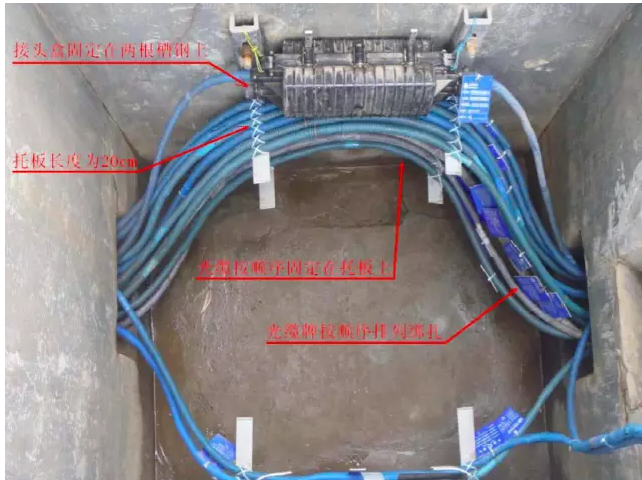 接头盒固定在两根槽钢上
托板长度为20cm
光缆按顺序固定在托板上
光缆牌按顺序排列绑扎